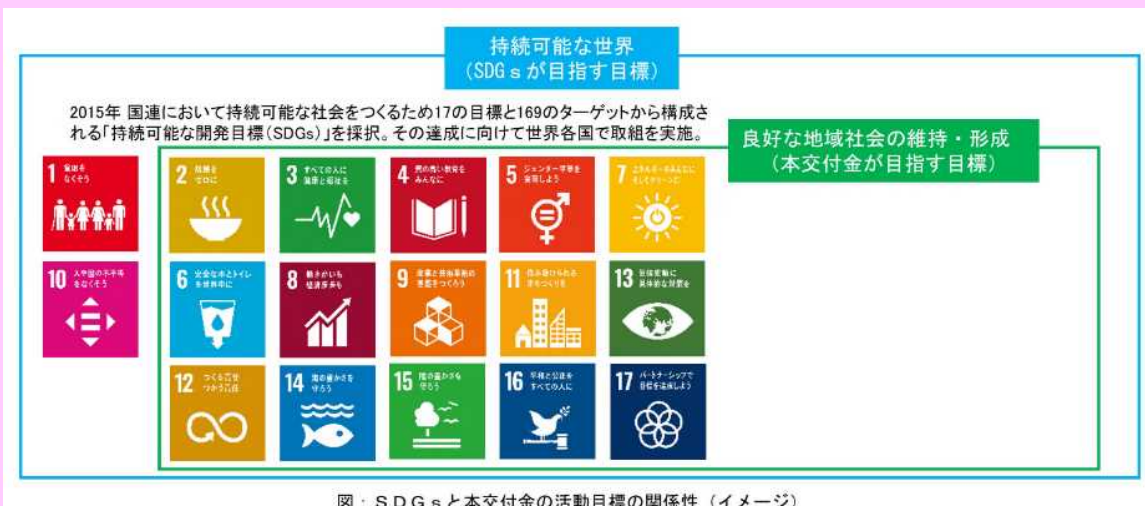 持続可能な世界
(SDGｓが目指す目標)
2015年 国連において持続可能な社会をつくるため17の目標と169のターゲットから構成さ
れる「持続可能な開発目標(SDGs)」を採択。その達成に向けて世界各国で取組を実施。
良好な地域社会の維持・形成
(本交付金が目指す目標)
1 貧困を
なくそう
2 飢餓を
ゼロに
3 すべての人に
健康と福祉を
4 質の高い教育を
みんなに
5 ジェンダー平等を
実現しよう
7 エネルギーをみんなに
そしてクリーンに
10 人や国の不平等
をなくそう
6 安全な水とトイレ
を世界中に
8 働きがいも
経済成長も
9 産業と技術革新の
基盤をつくろう
11 住み続けられる
まちづくりを
13 気候変動に
具体的な対策を
12 つくる責任
つかう責任
14 海の豊かさを
守ろう
15 陸の豊かさも
守ろう
16 平和と公正を
すべての人に
17 パートナーシップで
目標を達成しよう
図：ＳＤＧｓと本交付金の活動目標の関係性（イメージ）